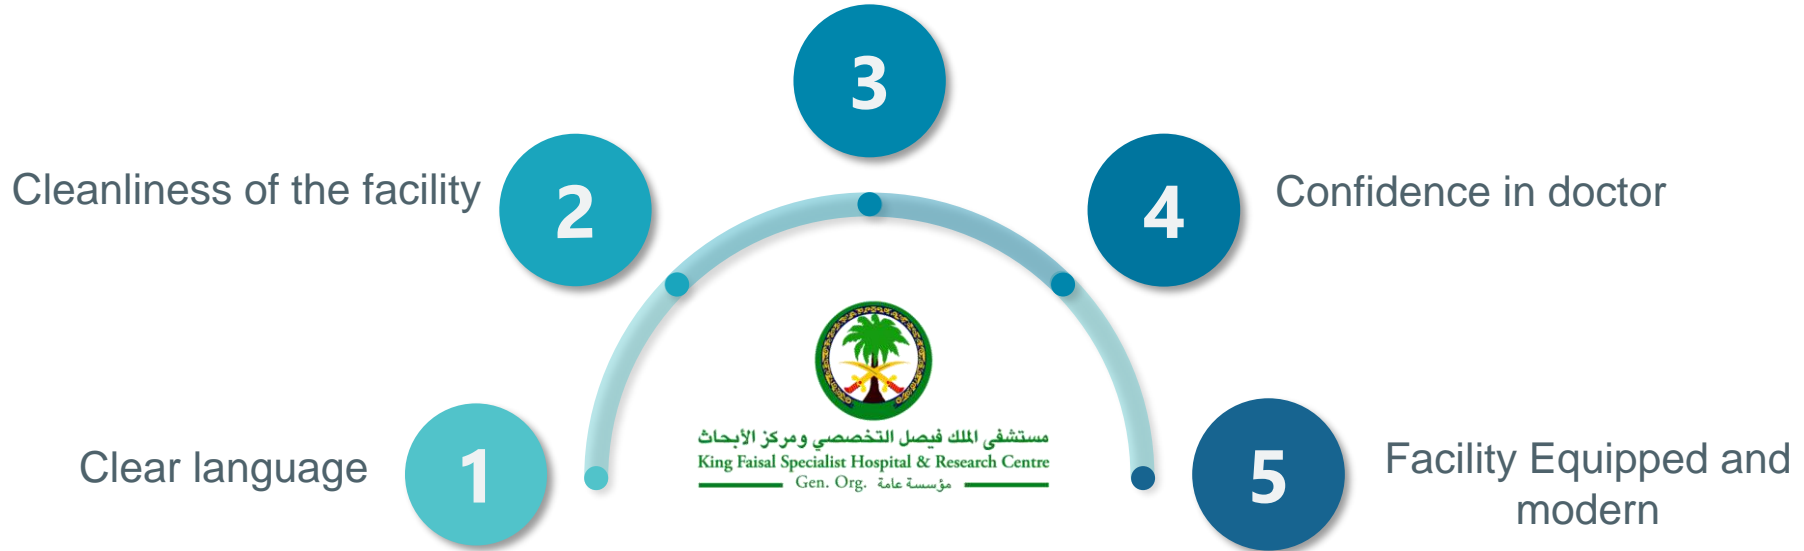 3
Cleanliness of the facility
2
4
Confidence in doctor
مستشفى الملك فيصل التخصصي ومركز الأبحاث
King Faisal Specialist Hospital & Research Centre
Gen. Org. مؤسسة عامة
Clear language
1
5
Facility Equipped and
modern